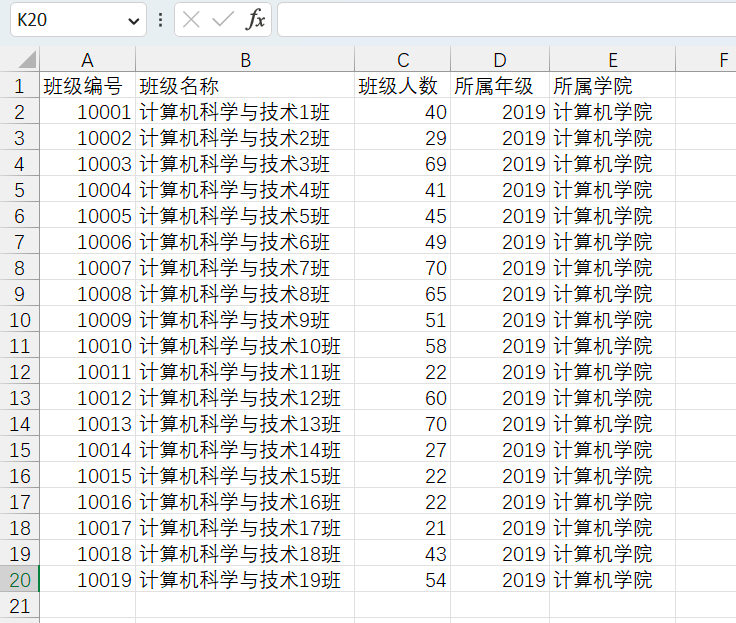 K20 fx
A B C D E F
1 班级编号 班级名称 班级人数 所属年级 所属学院
2 10001 计算机科学与技术1班 40 2019 计算机学院
3 10002 计算机科学与技术2班 29 2019 计算机学院
4 10003 计算机科学与技术3班 69 2019 计算机学院
5 10004 计算机科学与技术4班 41 2019 计算机学院
6 10005 计算机科学与技术5班 45 2019 计算机学院
7 10006 计算机科学与技术6班 49 2019 计算机学院
8 10007 计算机科学与技术7班 70 2019 计算机学院
9 10008 计算机科学与技术8班 65 2019 计算机学院
10 10009 计算机科学与技术9班 51 2019 计算机学院
11 10010 计算机科学与技术10班 58 2019 计算机学院
12 10011 计算机科学与技术11班 22 2019 计算机学院
13 10012 计算机科学与技术12班 60 2019 计算机学院
14 10013 计算机科学与技术13班 70 2019 计算机学院
15 10014 计算机科学与技术14班 27 2019 计算机学院
16 10015 计算机科学与技术15班 22 2019 计算机学院
17 10016 计算机科学与技术16班 22 2019 计算机学院
18 10017 计算机科学与技术17班 21 2019 计算机学院
19 10018 计算机科学与技术18班 43 2019 计算机学院
20 10019 计算机科学与技术19班 54 2019 计算机学院
21